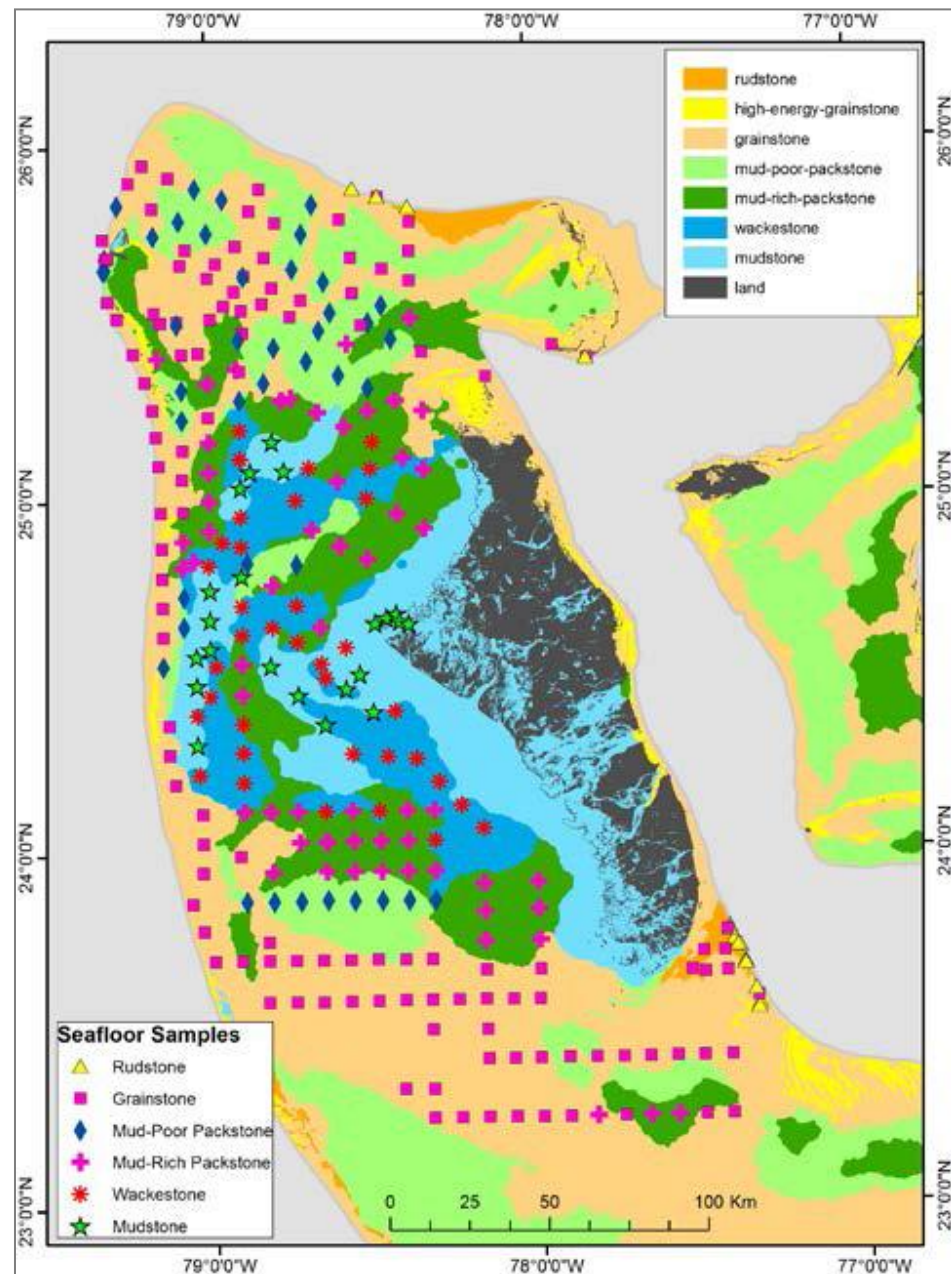 79°0'0"W
78°0'0"W
77°0'0"W
26°0'0"N
26°0'0"N
25°0'0"N
25°0'0"N
24°0'0"N
24°0'0"N
23°0'0"N
23°0'0"N
rudstone
high-energy-grainstone
grainstone
mud-poor-packstone
mud-rich-packstone
wackestone
mudstone
land
Seafloor Samples
Rudstone
Grainstone
Mud-Poor Packstone
Mud-Rich Packstone
Wackestone
Mudstone
0 25 50 100 Km
79°0'0"W
78°0'0"W
77°0'0"W